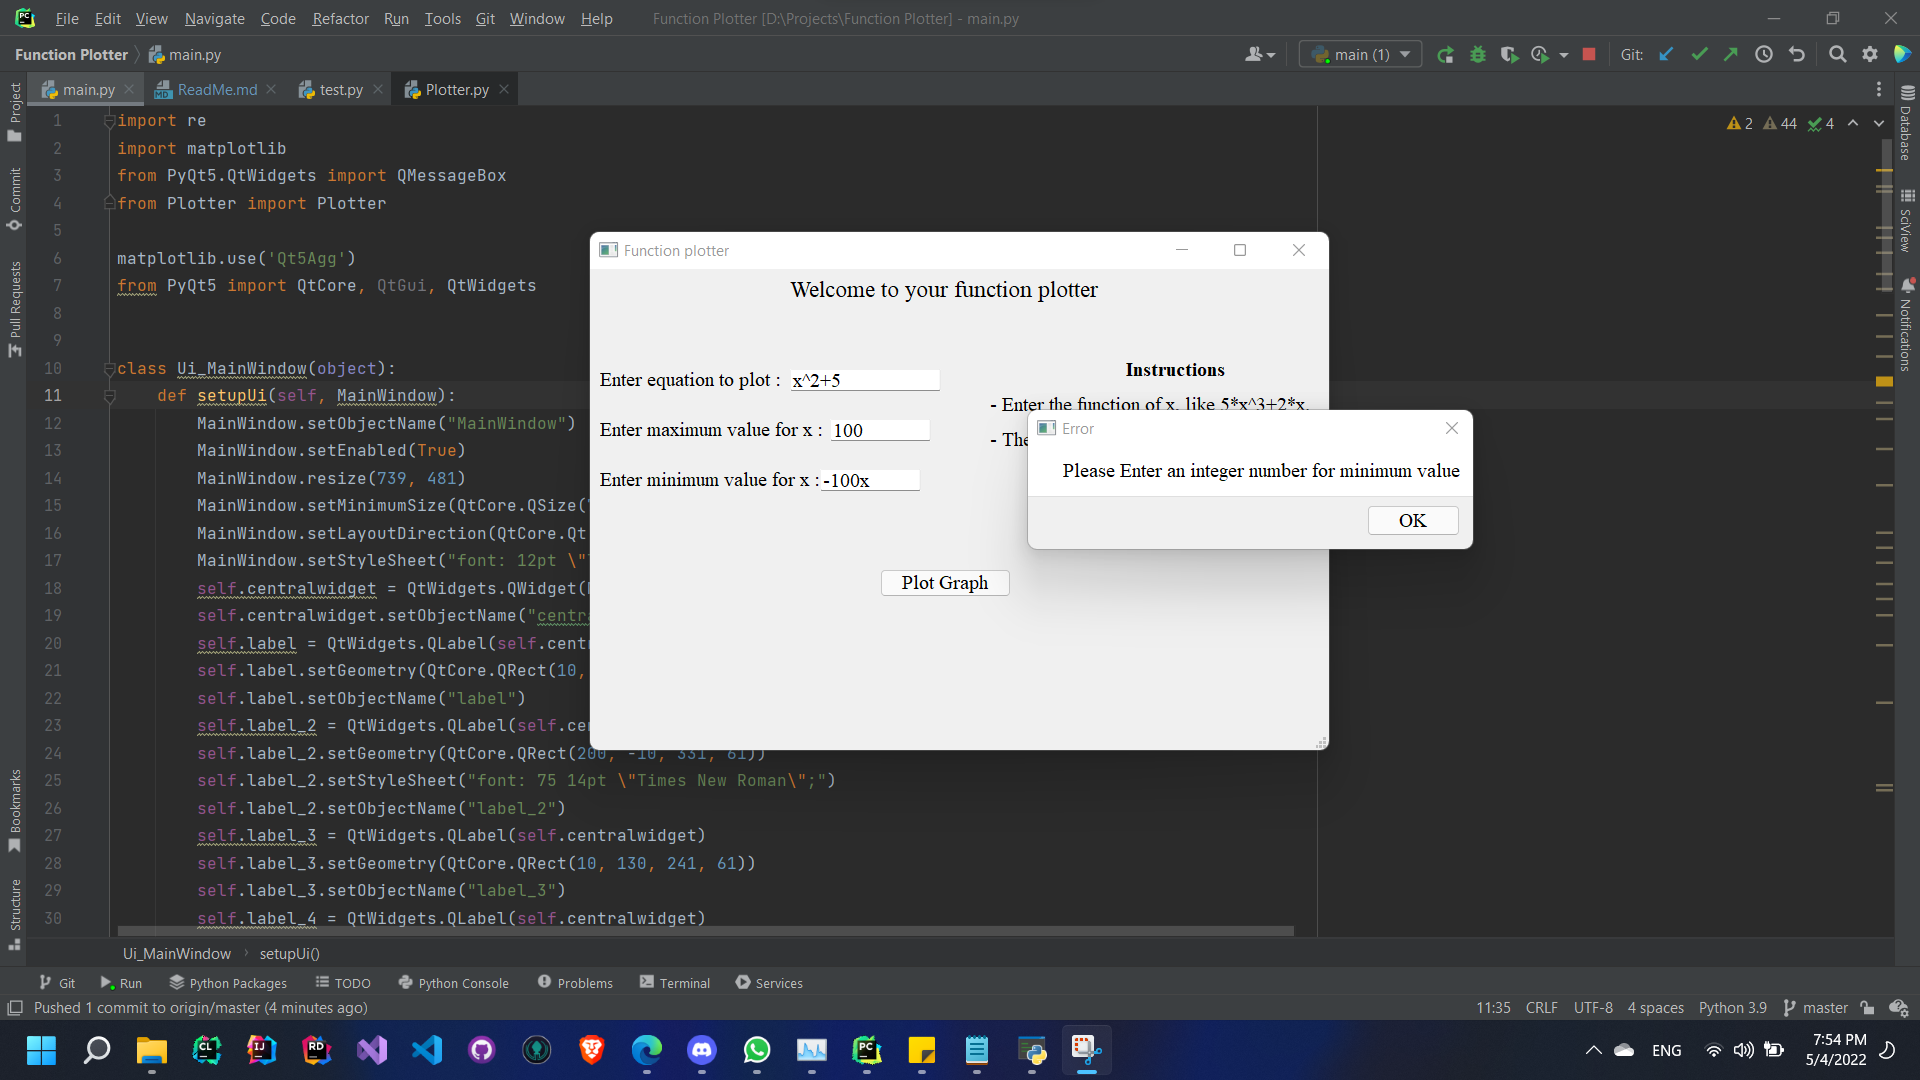 File Edit View Navigate Code Refactor Run Tools Git Window Help Function Plotter [D:\Projects\Function Plotter] - main.py
Function Plotter main.py main (1) Git:
main.py ReadMe.md test.py Plotter.py
Project
Commit
Pull Requests
Bookmarks
Structure
Database
SciView
Notifications
2 44 4
1 import re
2 import matplotlib
3 from PyQt5.QtWidgets import QMessageBox
4 from Plotter import Plotter
5
6 matplotlib.use('Qt5Agg')
7 from PyQt5 import QtCore, QtGui, QtWidgets
8
9
10 class Ui_MainWindow(object):
11 def setupUi(self, MainWindow):
12 MainWindow.setObjectName("MainWindow")
13 MainWindow.setEnabled(True)
14 MainWindow.resize(739, 481)
15 MainWindow.setMinimumSize(QtCore.QSize(
16 MainWindow.setLayoutDirection(QtCore.Qt
17 MainWindow.setStyleSheet("font: 12pt \"
18 self.centralwidget = QtWidgets.QWidget(
19 self.centralwidget.setObjectName("centr
20 self.label = QtWidgets.QLabel(self.cent
21 self.label.setGeometry(QtCore.QRect(10,
22 self.label.setObjectName("label")
23 self.label_2 = QtWidgets.QLabel(self.ce
24 self.label_2.setGeometry(QtCore.QRect(200, -10, 331, 61))
25 self.label_2.setStyleSheet("font: 75 14pt \"Times New Roman\";")
26 self.label_2.setObjectName("label_2")
27 self.label_3 = QtWidgets.QLabel(self.centralwidget)
28 self.label_3.setGeometry(QtCore.QRect(10, 130, 241, 61))
29 self.label_3.setObjectName("label_3")
30 self.label_4 = QtWidgets.QLabel(self.centralwidget)
Function plotter
Welcome to your function plotter
Enter equation to plot : x^2+5
Enter maximum value for x : 100
Enter minimum value for x : -100x
Instructions
- Enter the function of x, like 5*x^3+2*x.
- The
Plot Graph
Error
Please Enter an integer number for minimum value
OK
Ui_MainWindow setupUi()
Git Run Python Packages TODO Python Console Problems Terminal Services
Pushed 1 commit to origin/master (4 minutes ago) 11:35 CRLF UTF-8 4 spaces Python 3.9 master
ENG 7:54 PM
5/4/2022